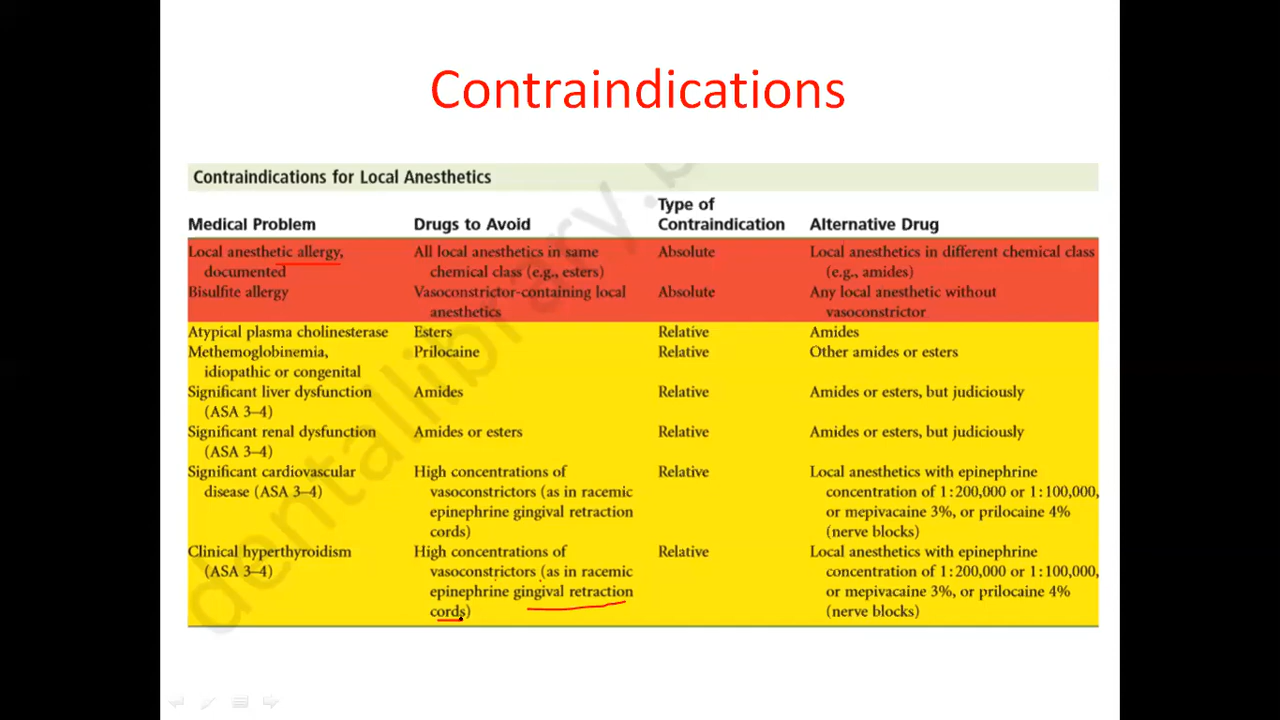 Contraindications
Contraindications for Local Anesthetics
Medical Problem Drugs to Avoid Type of Contraindication Alternative Drug
Local anesthetic allergy, All local anesthetics in same Absolute Local anesthetics in different chemical class
documented chemical class (e.g., esters) (e.g., amides)
Bisulfite allergy Vasoconstrictor-containing local Absolute Any local anesthetic without
anesthetics vasoconstrictor
Atypical plasma cholinesterase Esters Relative Amides
Methemoglobinemia, Prilocaine Relative Other amides or esters
idiopathic or congenital
Significant liver dysfunction Amides Relative Amides or esters, but judiciously
(ASA 3–4)
Significant renal dysfunction Amides or esters Relative Amides or esters, but judiciously
(ASA 3–4)
Significant cardiovascular High concentrations of Relative Local anesthetics with epinephrine
disease (ASA 3–4) vasoconstrictors (as in racemic concentration of 1:200,000 or 1:100,000,
epinephrine gingival retraction or mepivacaine 3%, or prilocaine 4%
cords) (nerve blocks)
Clinical hyperthyroidism High concentrations of Relative Local anesthetics with epinephrine
(ASA 3–4) vasoconstrictors (as in racemic concentration of 1:200,000 or 1:100,000,
epinephrine gingival retraction or mepivacaine 3%, or prilocaine 4%
cords) (nerve blocks)
dentallibrary.b